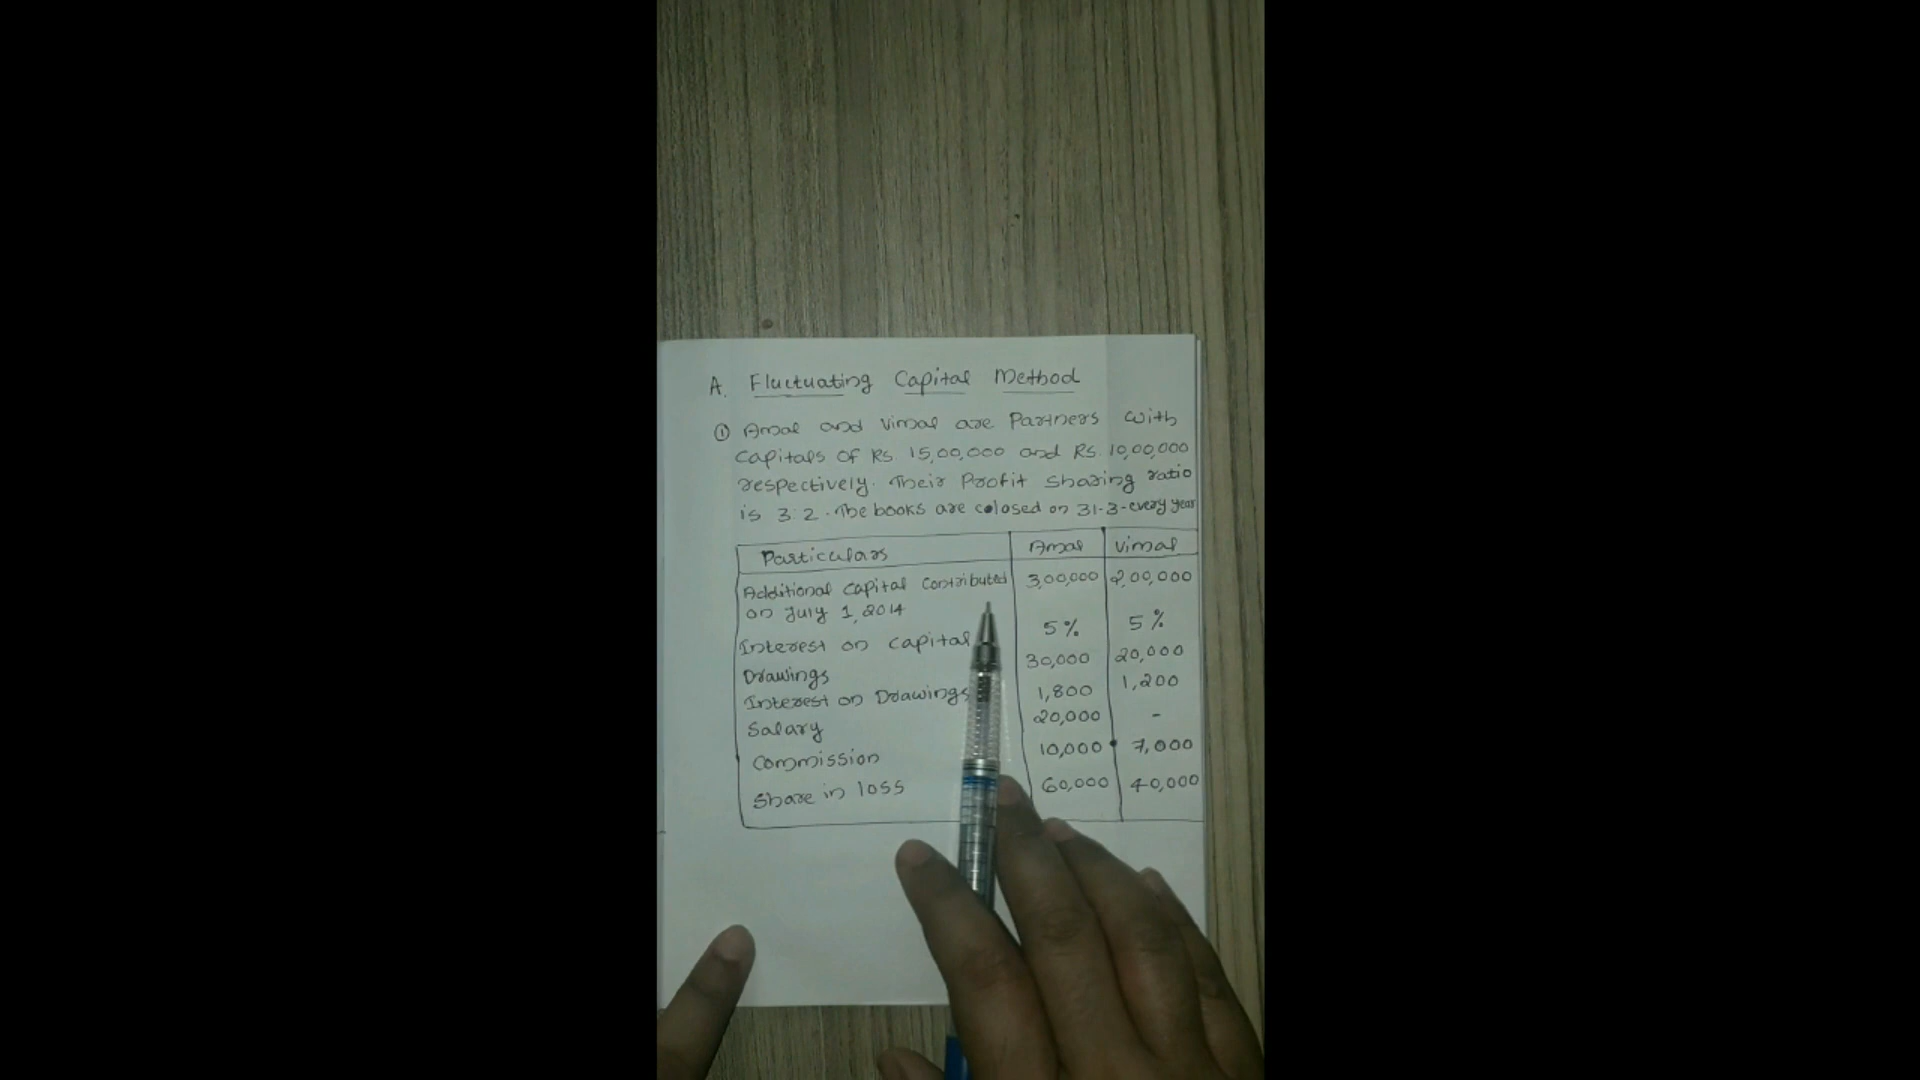 A. Fluctuating Capital Method
① Amal and Vimal are Partners with
Capitals of Rs. 15,00,000 and Rs. 10,00,000
respectively. Their Profit sharing ratio
is 3:2. The books are colosed on 31-3-every year
Particulars Amal Vimal
Additional Capital Contributed 3,00,000 2,00,000
on July 1, 2014
Interest on capital 5% 5%
Drawings 30,000 20,000
Interest on Drawings 1,800 1,200
Salary 20,000 -
Commission 10,000 7,000
Share in loss 60,000 40,000